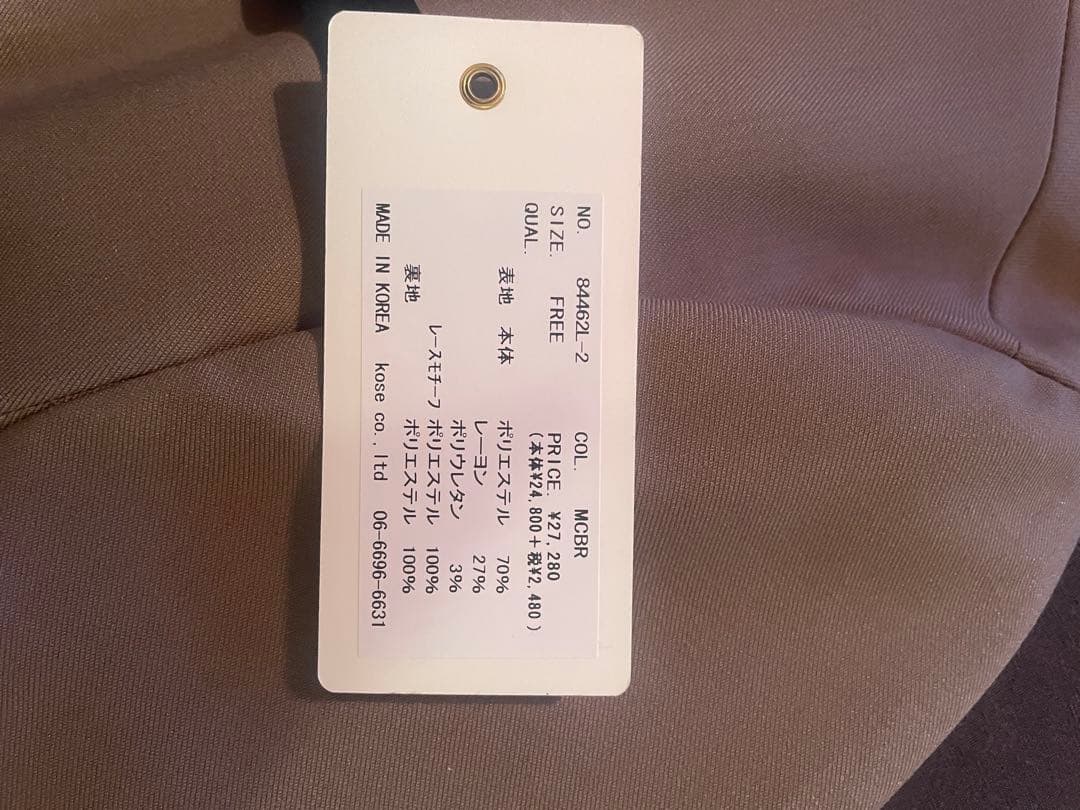 NO. 84462L-2 COL. MCBR
SIZE. FREE PRICE. ¥27,280
QUAL. (本体¥24,800+税¥2,480)
表地 本体 ポリエステル 70%
レーヨン 27%
ポリウレタン 3%
レースモチーフ ポリエステル 100%
裏地 ポリエステル 100%
MADE IN KOREA kose co.,ltd 06-6696-6631